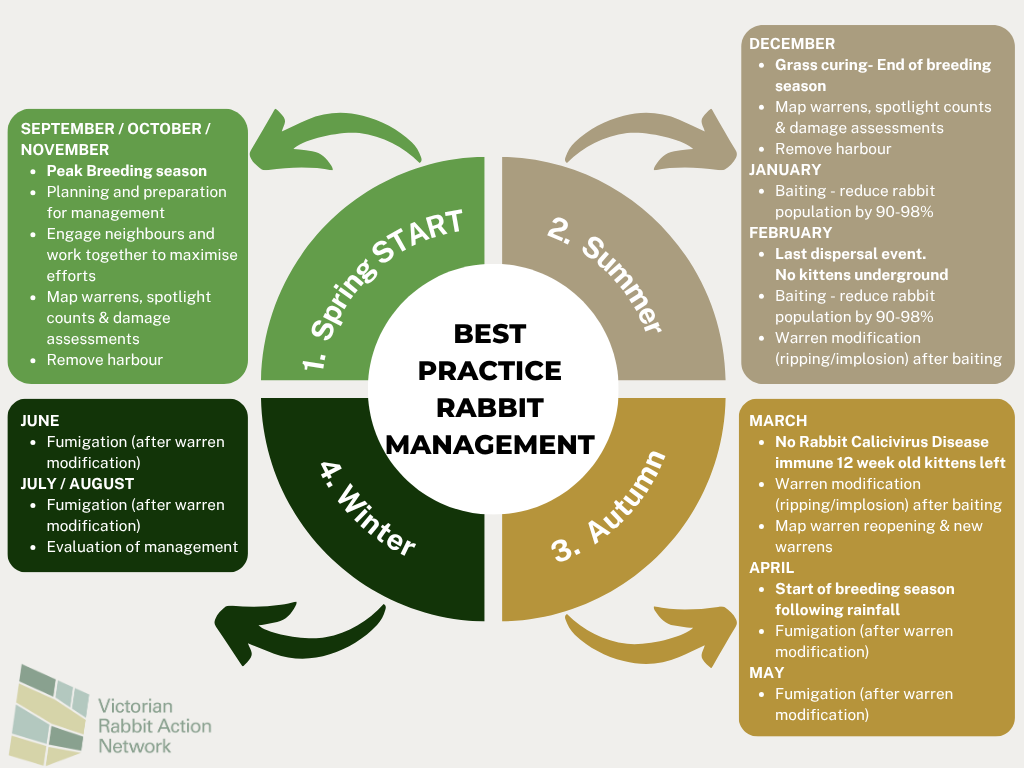 BEST
PRACTICE
RABBIT
MANAGEMENT
1. Spring START
SEPTEMBER / OCTOBER /
NOVEMBER
• Peak Breeding season
• Planning and preparation
for management
• Engage neighbours and
work together to maximise
efforts
• Map warrens, spotlight
counts & damage
assessments
• Remove harbour
2. Summer
DECEMBER
• Grass curing- End of breeding
season
• Map warrens, spotlight counts
& damage assessments
• Remove harbour
JANUARY
• Baiting - reduce rabbit
population by 90-98%
FEBRUARY
• Last dispersal event.
No kittens underground
• Baiting - reduce rabbit
population by 90-98%
• Warren modification
(ripping/implosion) after baiting
3. Autumn
MARCH
• No Rabbit Calicivirus Disease
immune 12 week old kittens left
• Warren modification
(ripping/implosion) after baiting
• Map warren reopening & new
warrens
APRIL
• Start of breeding season
following rainfall
• Fumigation (after warren
modification)
MAY
• Fumigation (after warren
modification)
4. Winter
JUNE
• Fumigation (after warren
modification)
JULY / AUGUST
• Fumigation (after warren
modification)
• Evaluation of management
Victorian
Rabbit Action
Network